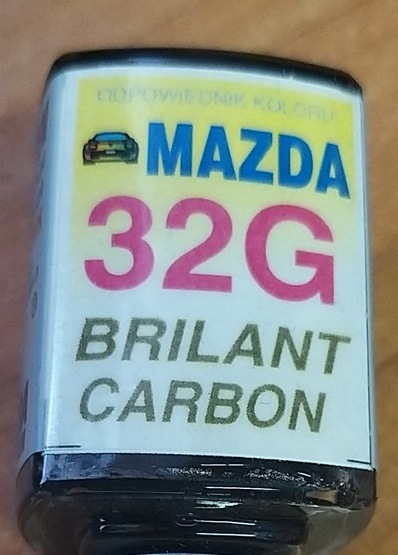 ODPOWIEDNIK KOLORU
MAZDA
32G
BRILANT
CARBON